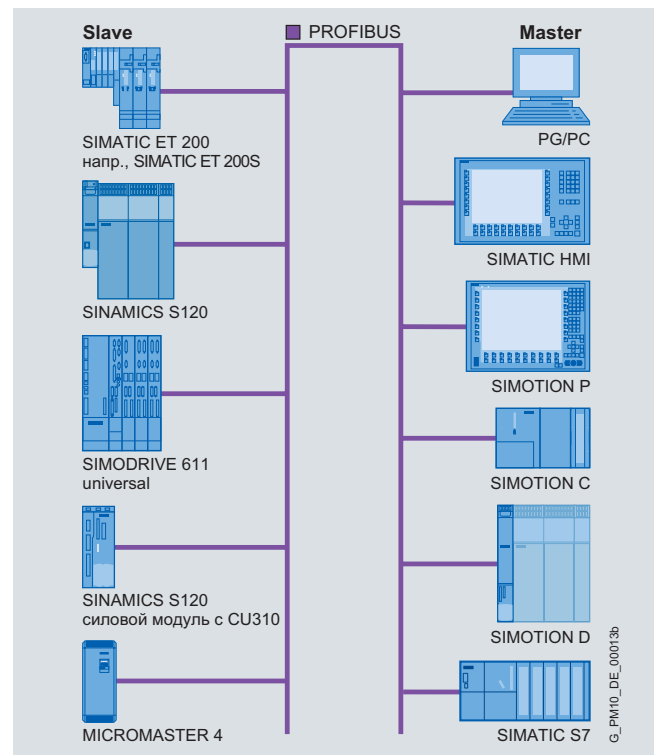 Slave
PROFIBUS
Master
SIMATIC ET 200
напр., SIMATIC ET 200S
SINAMICS S120
SIMODRIVE 611
universal
SINAMICS S120
силовой модуль с CU310
MICROMASTER 4
PG/PC
SIMATIC HMI
SIMOTION P
SIMOTION C
SIMOTION D
SIMATIC S7
G_PM10_DE_00013b